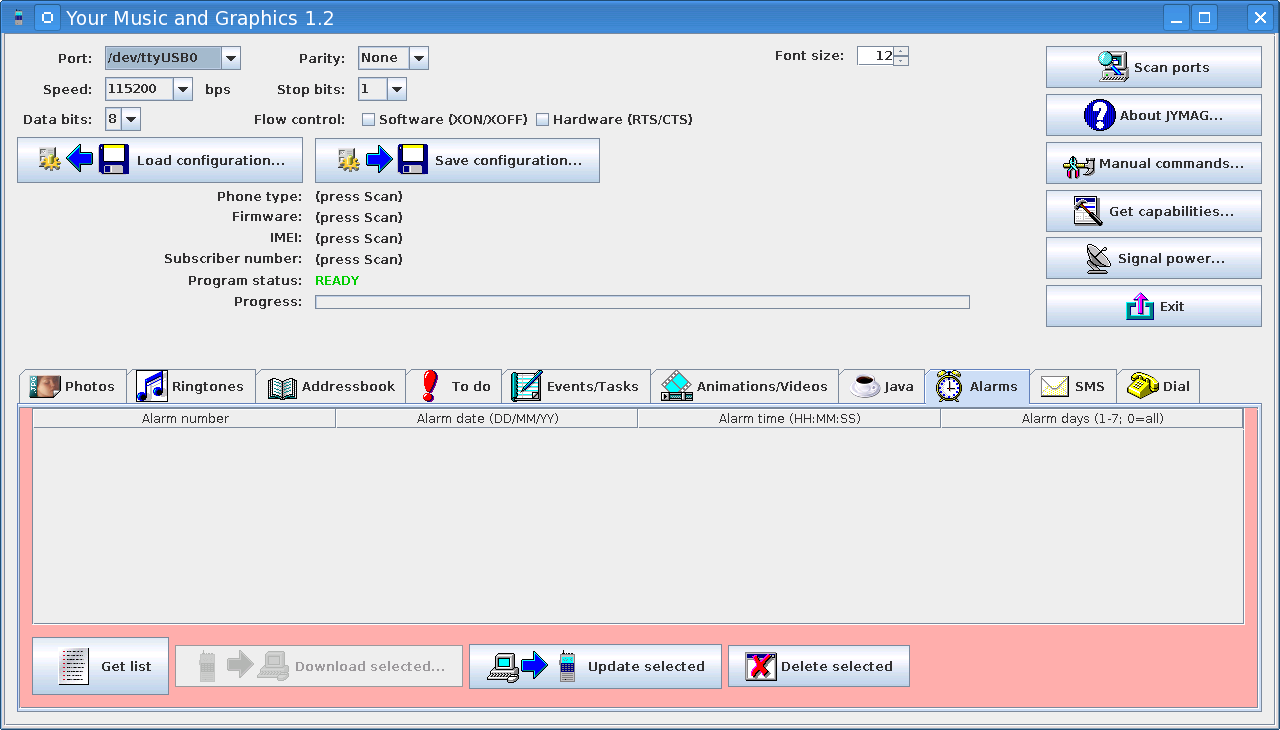 Your Music and Graphics 1.2
Port: /dev/ttyUSB0 Parity: None Font size: 12 Scan ports
Speed: 115200 bps Stop bits: 1 About JYMAG...
Data bits: 8 Flow control: Software (XON/XOFF) Hardware (RTS/CTS)
Load configuration... Save configuration... Manual commands...
Phone type: (press Scan)
Firmware: (press Scan) Get capabilities...
IMEI: (press Scan)
Subscriber number: (press Scan) Signal power...
Program status: READY
Progress: Exit
JPG Photos Ringtones Addressbook To do Events/Tasks Animations/Videos Java Alarms SMS Dial
Alarm number Alarm date (DD/MM/YY) Alarm time (HH:MM:SS) Alarm days (1-7; 0=all)
Get list Download selected... Update selected Delete selected